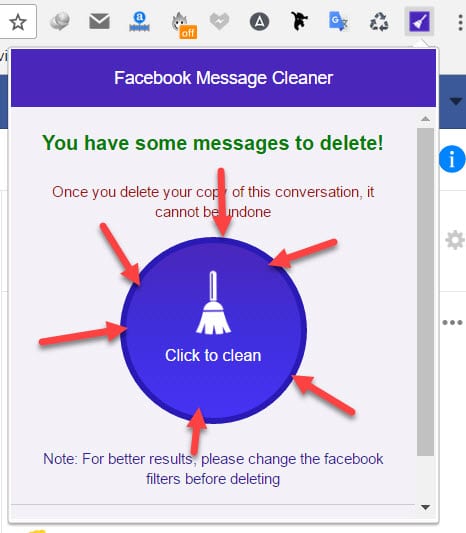 off
Facebook Message Cleaner
You have some messages to delete!
Once you delete your copy of this conversation, it
cannot be undone
Click to clean
Note: For better results, please change the facebook
filters before deleting